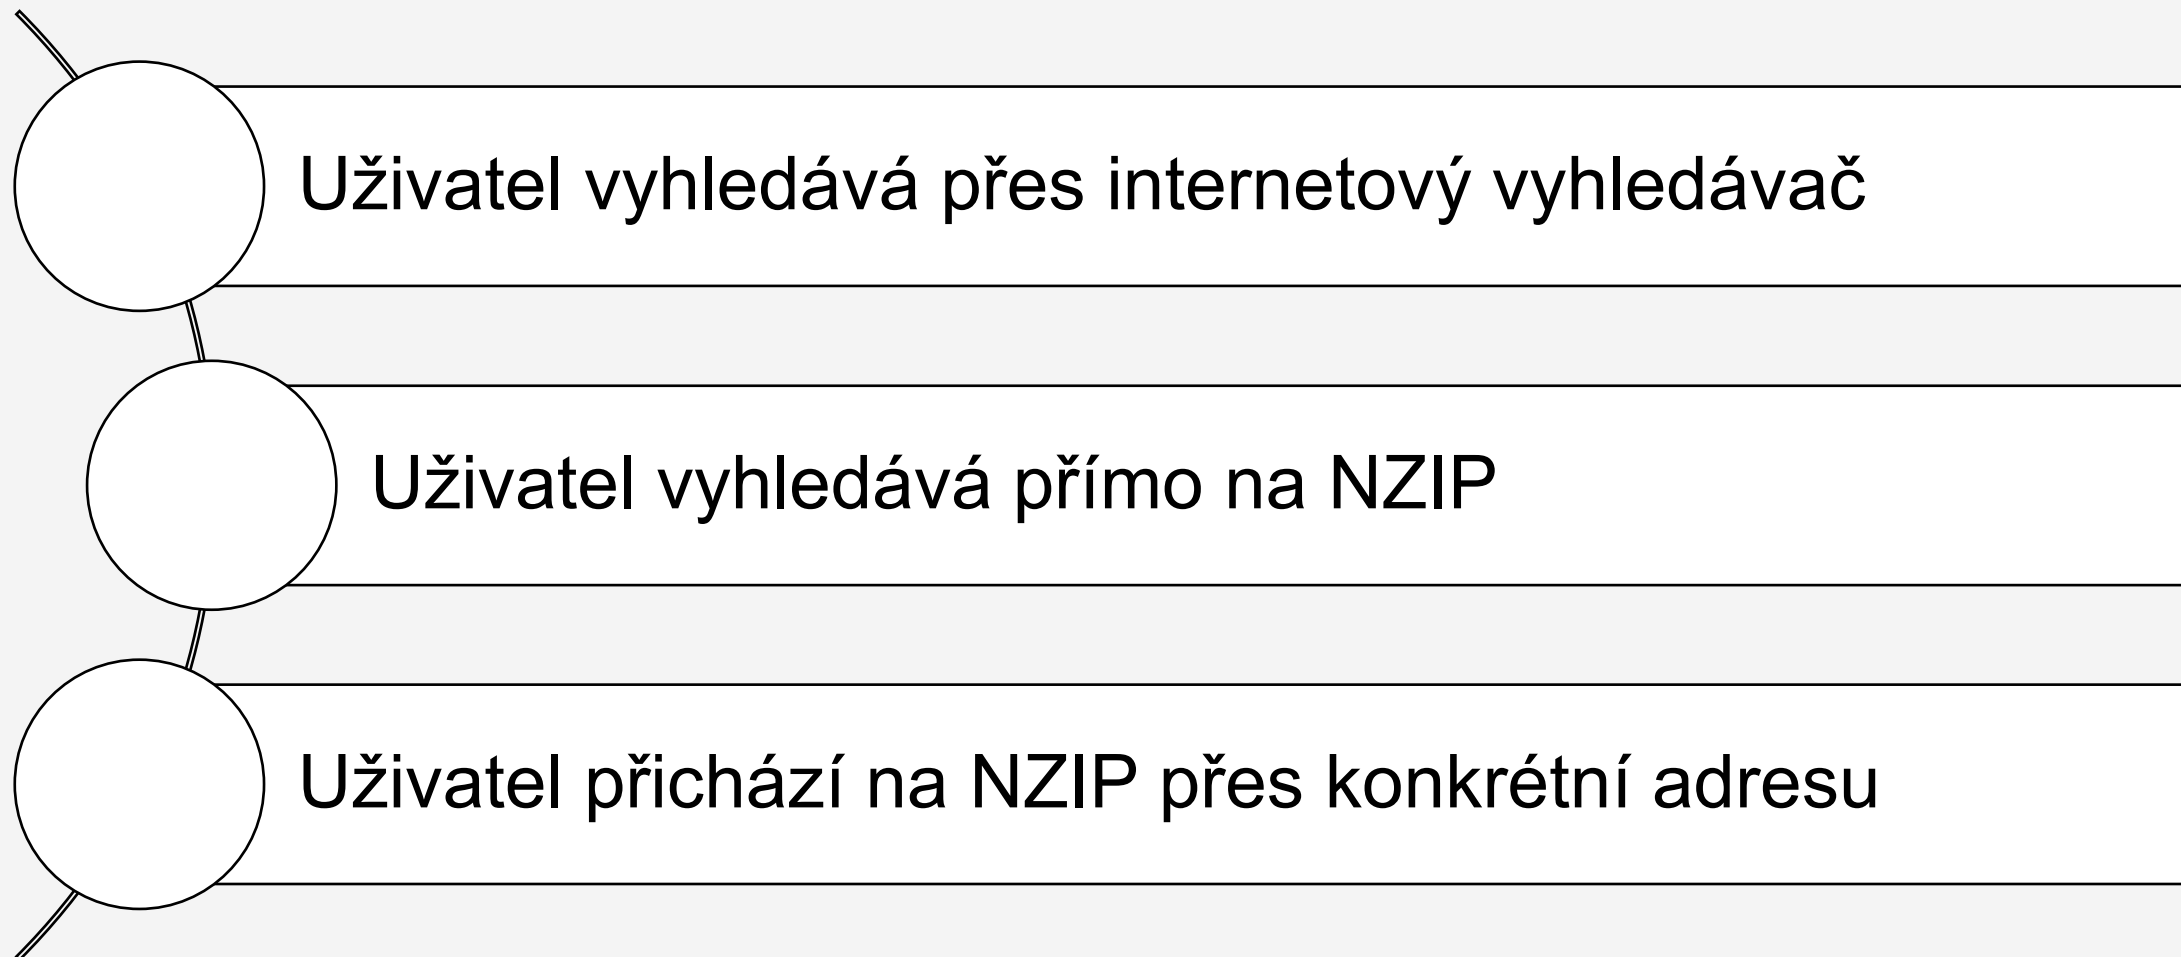 Uživatel vyhledává přes internetový vyhledávač
Uživatel vyhledává přímo na NZIP
Uživatel přichází na NZIP přes konkrétní adresu